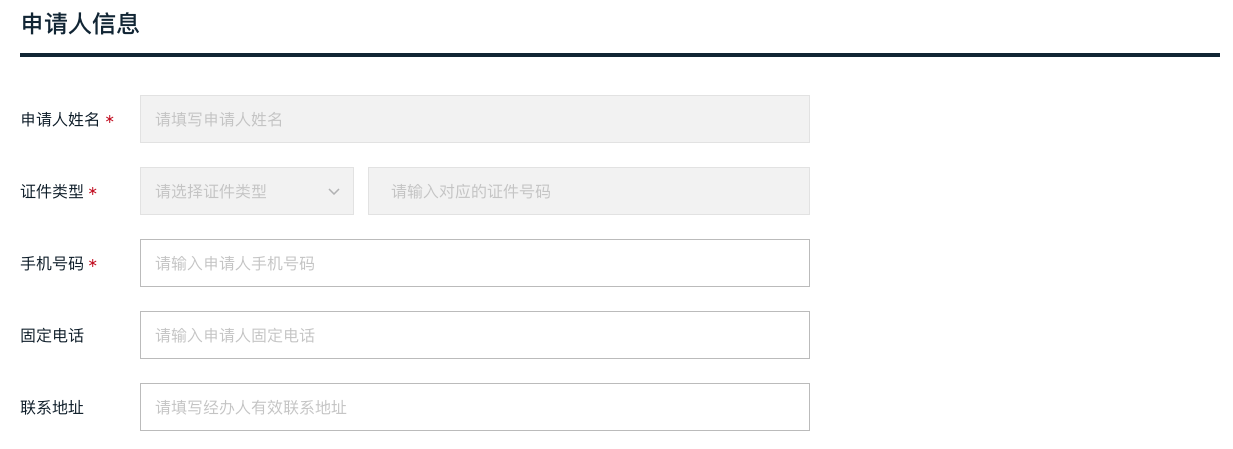 申请人信息
申请人姓名 * 请填写申请人姓名
证件类型 * 请选择证件类型 请输入对应的证件号码
手机号码 * 请输入申请人手机号码
固定电话 请输入申请人固定电话
联系地址 请填写经办人有效联系地址